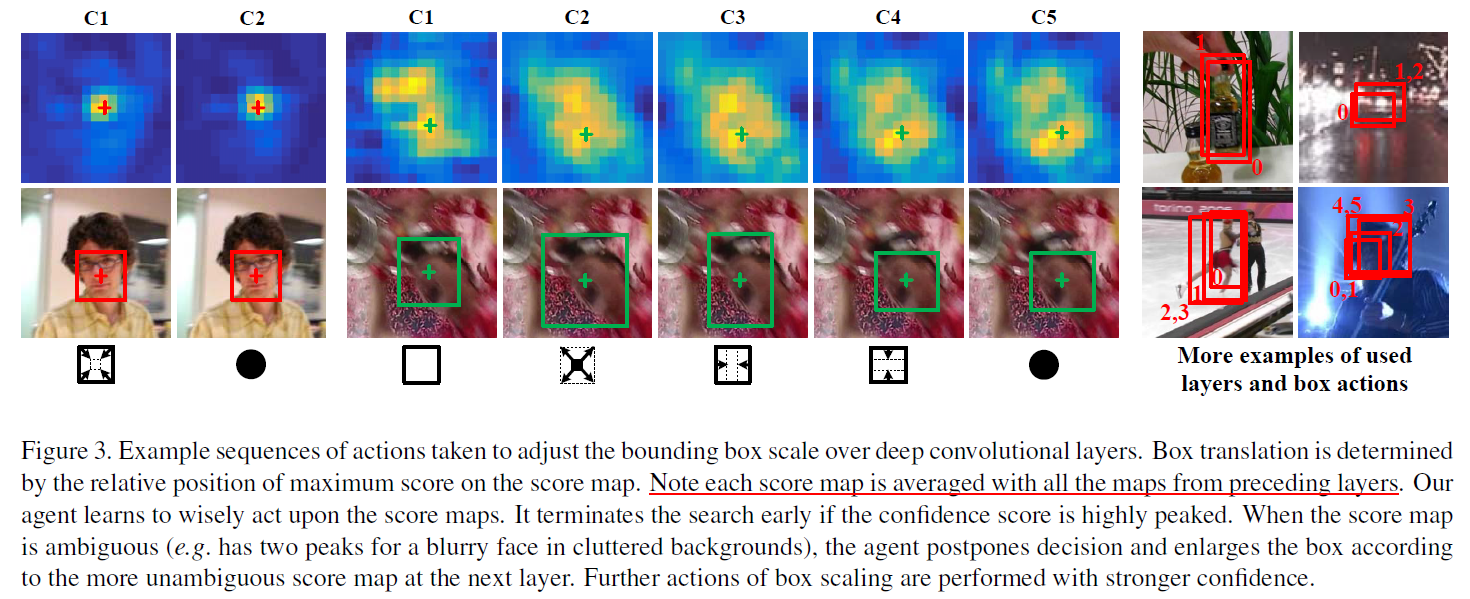 C1 C2 C1 C2 C3 C4 C5
1
0
1,2
0
torino 2006
0
1
2,3
4,5
3
0,1
More examples of used
layers and box actions
Figure 3. Example sequences of actions taken to adjust the bounding box scale over deep convolutional layers. Box translation is determined
by the relative position of maximum score on the score map. Note each score map is averaged with all the maps from preceding layers. Our
agent learns to wisely act upon the score maps. It terminates the search early if the confidence score is highly peaked. When the score map
is ambiguous (e.g. has two peaks for a blurry face in cluttered backgrounds), the agent postpones decision and enlarges the box according
to the more unambiguous score map at the next layer. Further actions of box scaling are performed with stronger confidence.